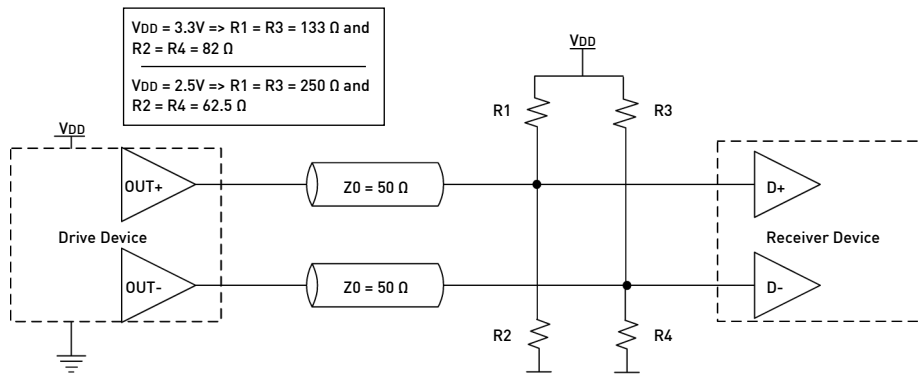 VDD = 3.3V => R1 = R3 = 133 Ω and
R2 = R4 = 82 Ω
VDD = 2.5V => R1 = R3 = 250 Ω and
R2 = R4 = 62.5 Ω
VDD
R1
R3
VDD
OUT+
Z0 = 50 Ω
D+
Drive Device
Receiver Device
OUT-
Z0 = 50 Ω
D-
R2
R4